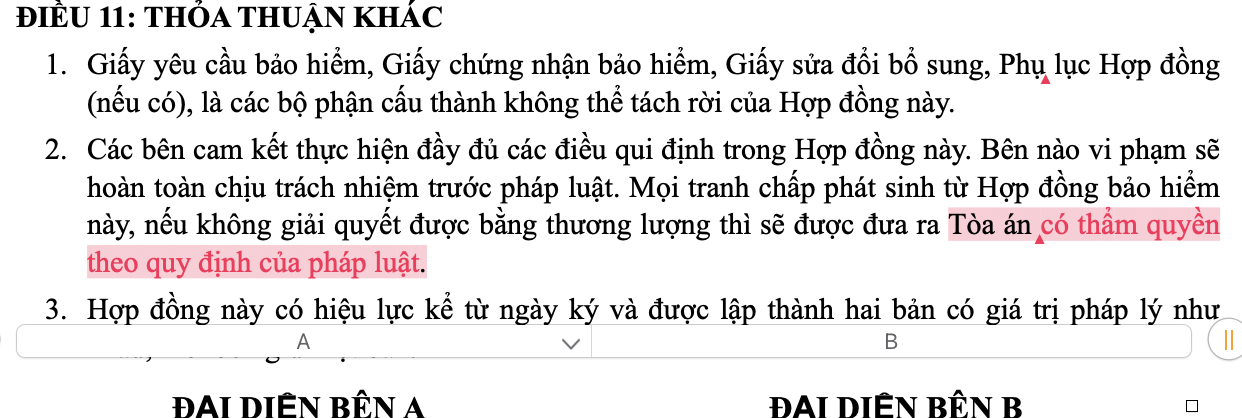 ĐIỀU 11: THỎA THUẬN KHÁC
1. Giấy yêu cầu bảo hiểm, Giấy chứng nhận bảo hiểm, Giấy sửa đổi bổ sung, Phụ lục Hợp đồng
(nếu có), là các bộ phận cấu thành không thể tách rời của Hợp đồng này.
2. Các bên cam kết thực hiện đầy đủ các điều qui định trong Hợp đồng này. Bên nào vi phạm sẽ
hoàn toàn chịu trách nhiệm trước pháp luật. Mọi tranh chấp phát sinh từ Hợp đồng bảo hiểm
này, nếu không giải quyết được bằng thương lượng thì sẽ được đưa ra Tòa án có thẩm quyền
theo quy định của pháp luật.
3. Hợp đồng này có hiệu lực kể từ ngày ký và được lập thành hai bản có giá trị pháp lý như
A B
ĐẠI DIỆN BÊN A ĐẠI DIỆN BÊN B